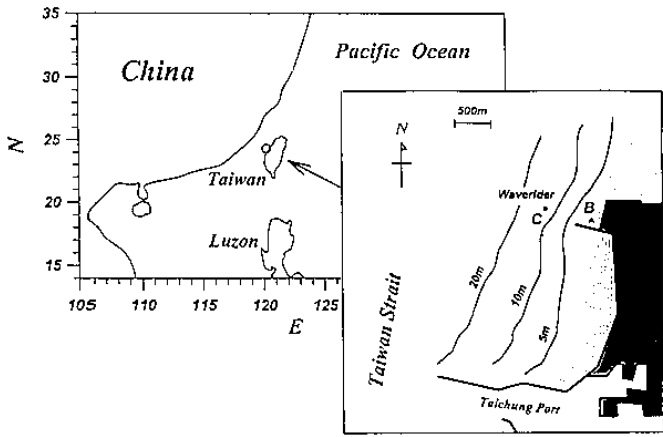 35
30
25
20
15
N
China
Pacific Ocean
Taiwan
Luzon
105
110
115
120
125
E
500m
N
Waverider
C
B
20m
10m
5m
Taiwan Strait
Taichung Port